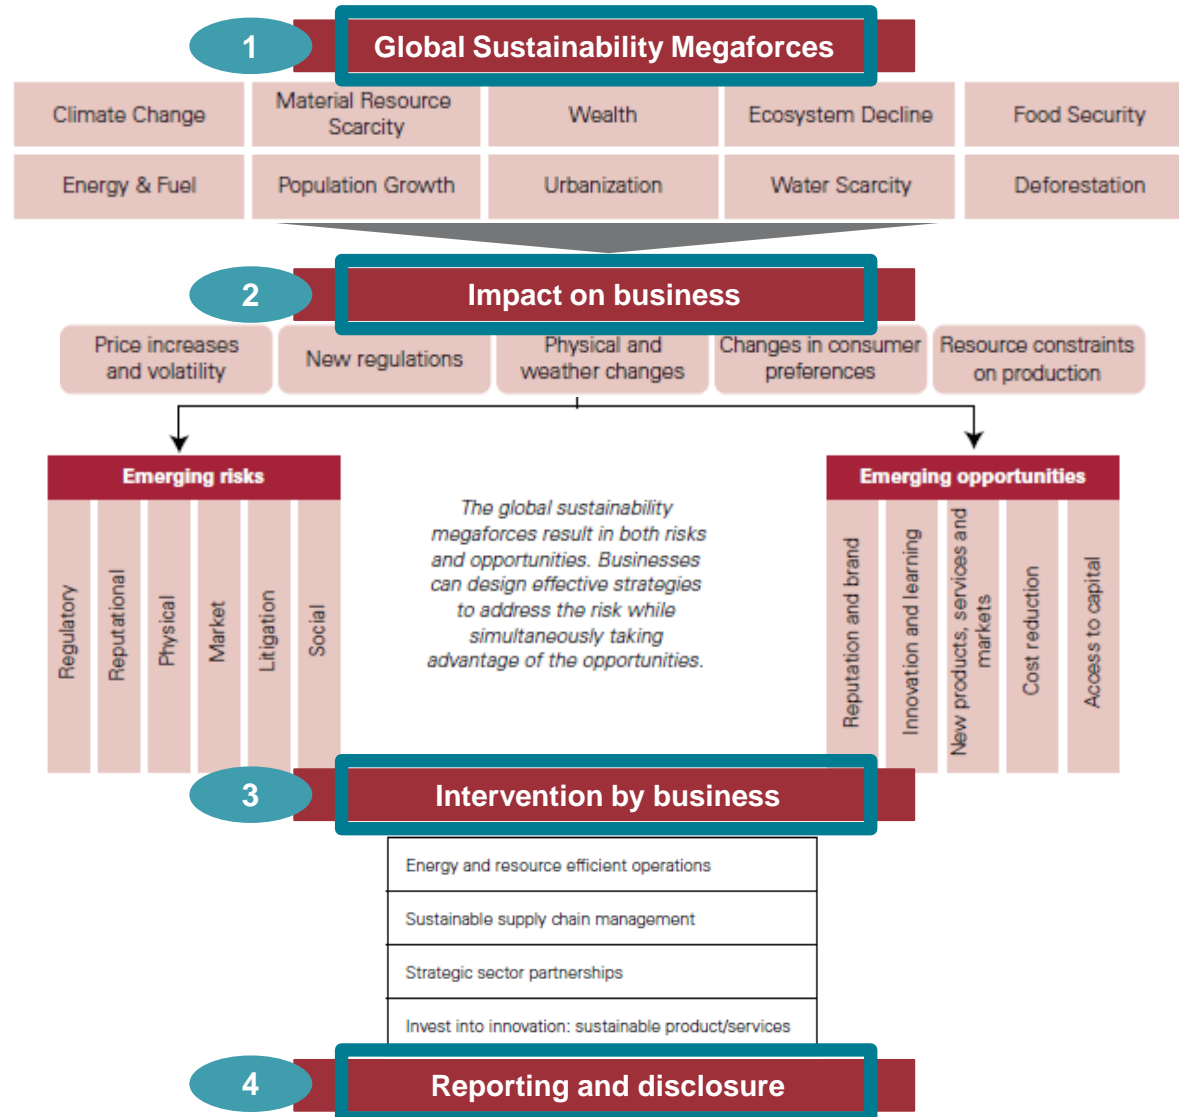 1
Global Sustainability Megaforces
Climate Change
Material Resource
Scarcity
Wealth
Ecosystem Decline
Food Security
Energy & Fuel
Population Growth
Urbanization
Water Scarcity
Deforestation
2
Impact on business
Price increases
and volatility
New regulations
Physical and
weather changes
Changes in consumer
preferences
Resource constraints
on production
Emerging risks
Regulatory
Reputational
Physical
Market
Litigation
Social
The global sustainability
megaforces result in both risks
and opportunities. Businesses
can design effective strategies
to address the risk while
simultaneously taking
advantage of the opportunities.
Emerging opportunities
Reputation and brand
Innovation and learning
New products, services and
markets
Cost reduction
Access to capital
3
Intervention by business
Energy and resource efficient operations
Sustainable supply chain management
Strategic sector partnerships
Invest into innovation: sustainable product/services
4
Reporting and disclosure